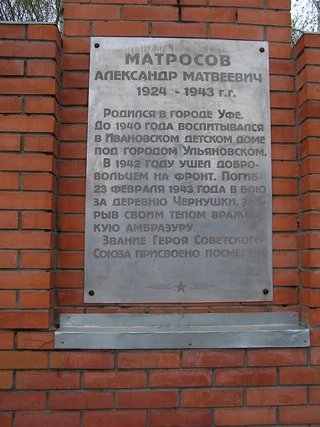 МАТРОСОВ
АЛЕКСАНДР МАТВЕЕВИЧ
1924 - 1943 г.г.
РОДИЛСЯ В ГОРОДЕ УФЕ.
ДО 1940 ГОДА ВОСПИТЫВАЛСЯ
В ИВАНОВСКОМ ДЕТСКОМ ДОМЕ
ПОД ГОРОДОМ УЛЬЯНОВСКОМ.
В 1942 ГОДУ УШЕЛ ДОБРО-
ВОЛЬЦЕМ НА ФРОНТ. ПОГИБ
23 ФЕВРАЛЯ 1943 ГОДА В БОЮ
ЗА ДЕРЕВНЮ ЧЕРНУШКИ, ЗАК-
РЫВ СВОИМ ТЕЛОМ ВРАЖЕС-
КУЮ АМБРАЗУРУ.
ЗВАНИЕ ГЕРОЯ СОВЕТСКОГО
СОЮЗА ПРИСВОЕНО